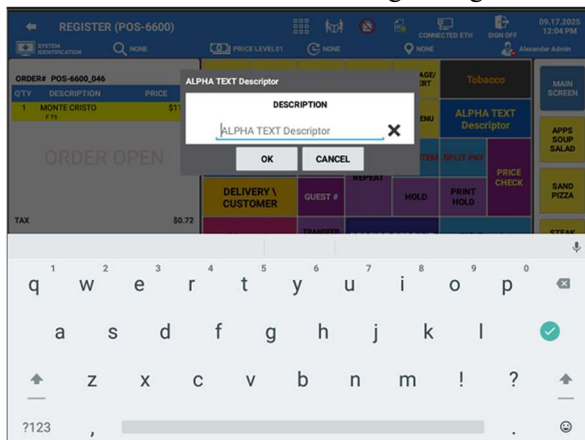 REGISTER (POS-6600)
CONNECTED ETH
SIGN OFF
09.17.2025
12:04 PM
SYSTEM IDENTIFICATION
NONE
PRICE LEVEL01
NONE
NONE
Alexander Admin
ORDER# POS-6600_046
Q'TY DESCRIPTION PRICE
1 MONTE CRISTO $11
# T5
ORDER OPEN
TAX $0.72
ALPHA TEXT Descriptor
DESCRIPTION
ALPHA TEXT Descriptor
OK CANCEL
Tobacco
ALPHA TEXT Descriptor
SPLIT PAY
PRICE CHECK
REPEAT
DELIVERY \ CUSTOMER
GUEST #
HOLD
PRINT HOLD
TRANSFER
MAIN SCREEN
APPS SOUP SALAD
SAND PIZZA
STEAK
1 2 3 4 5 6 7 8 9 0
q w e r t y u i o p
a s d f g h j k l
z x c v b n m ! ?
?123 , .